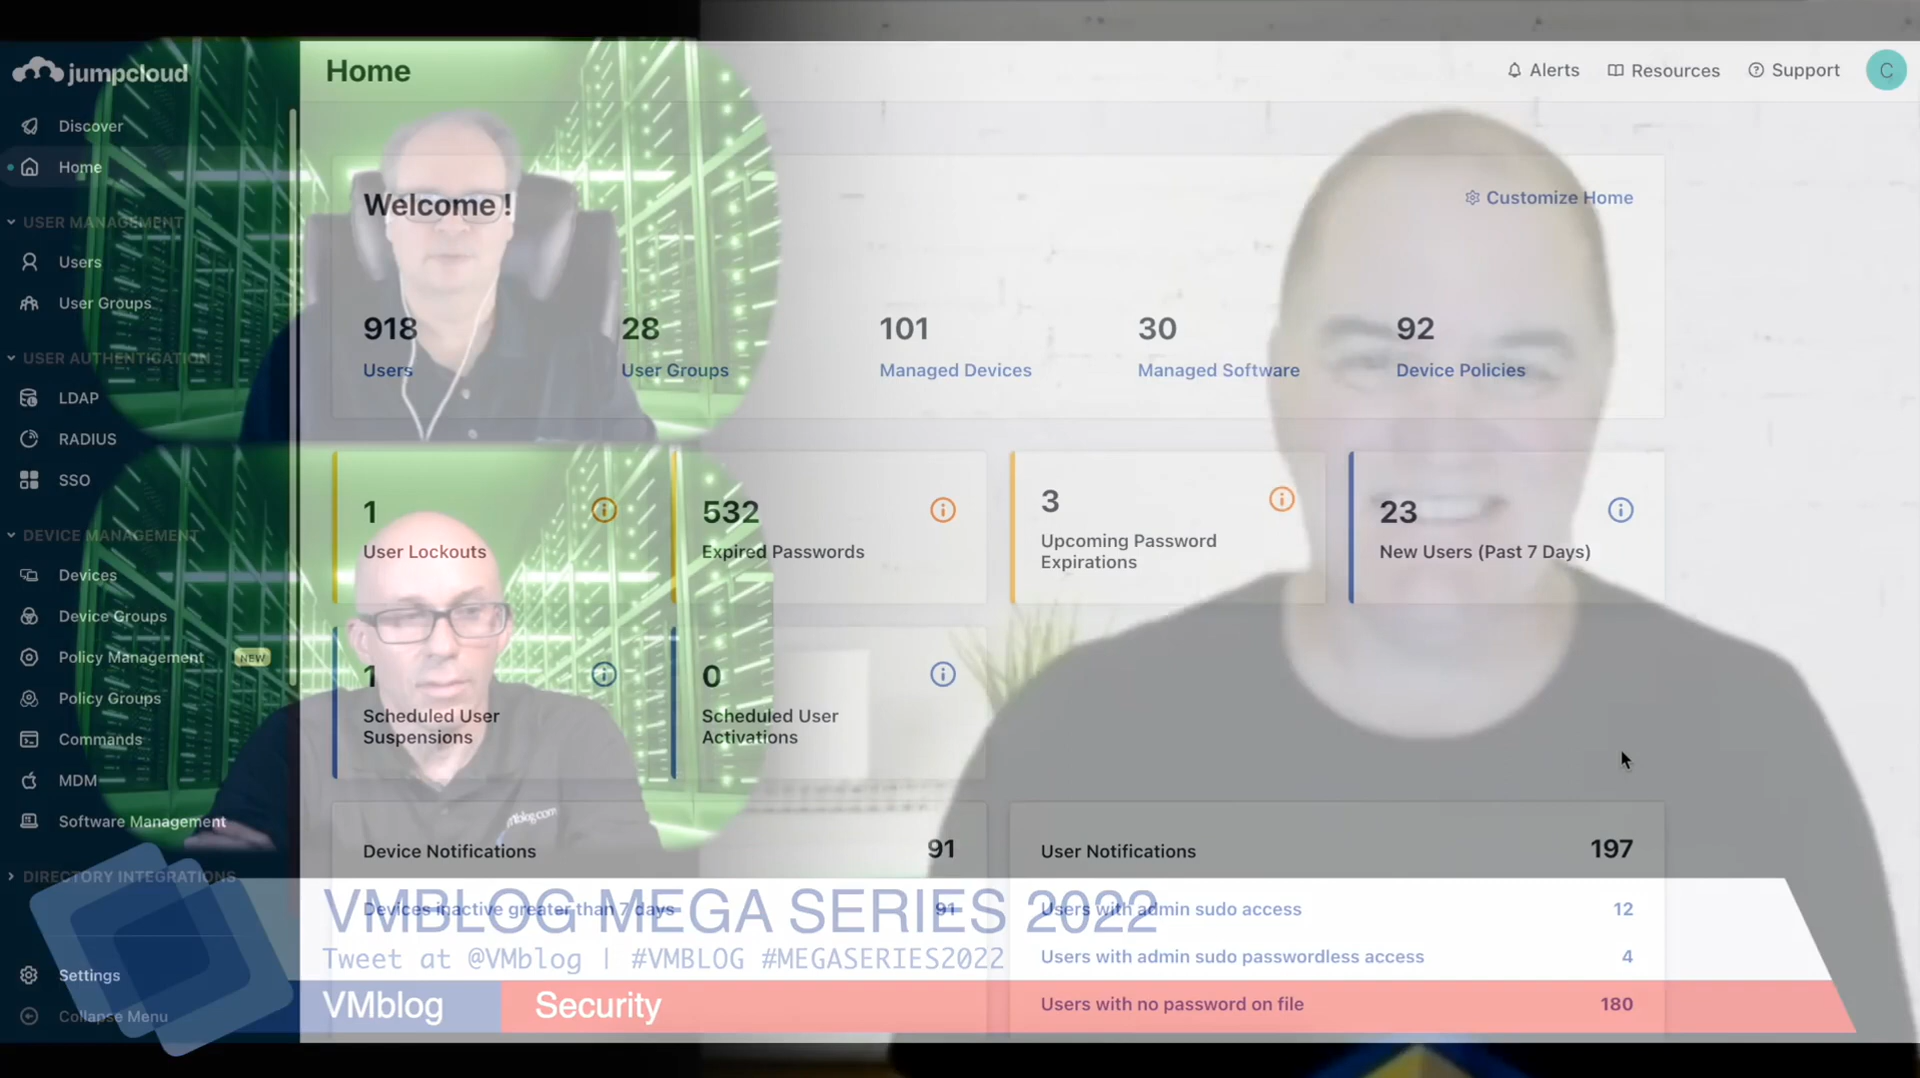 jumpcloud
Discover
Home
USER MANAGEMENT
Users
User Groups
USER AUTHENTICATION
LDAP
RADIUS
SSO
DEVICE MANAGEMENT
Devices
Device Groups
Policy Management NEW
Policy Groups
Commands
MDM
Software Management
DIRECTORY INTEGRATIONS
Settings
Collapse Menu
Home
Alerts
Resources
Support
C
Welcome !
Customize Home
918
Users
28
User Groups
101
Managed Devices
30
Managed Software
92
Device Policies
1
User Lockouts
532
Expired Passwords
3
Upcoming Password
Expirations
23
New Users (Past 7 Days)
1
Scheduled User
Suspensions
0
Scheduled User
Activations
vmblog.com
Device Notifications 91
Devices inactive greater than 7 days 91
User Notifications 197
Users with admin sudo access 12
Users with admin sudo passwordless access 4
Users with no password on file 180
VMBLOG MEGA SERIES 2022
Tweet at @VMblog | #VMBLOG #MEGASERIES2022
VMblog Security